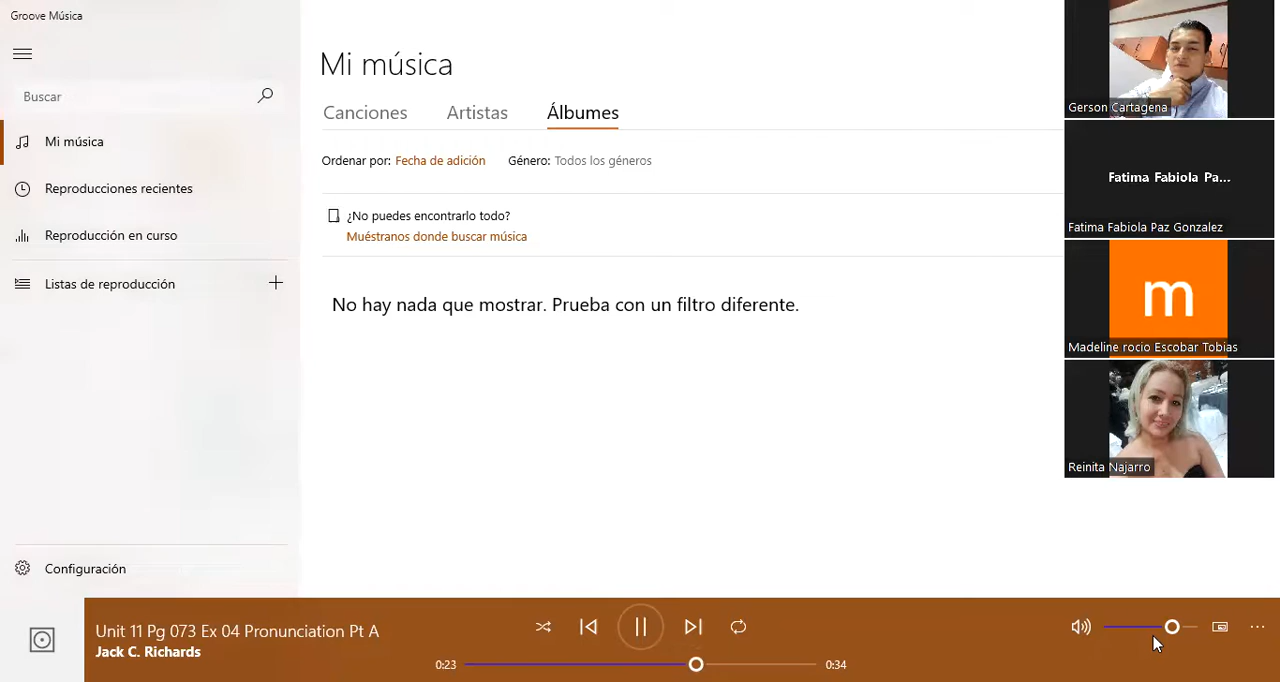 Groove Música
Buscar
Mi música
Reproducciones recientes
Reproducción en curso
Listas de reproducción
Configuración
Mi música
Canciones Artistas Álbumes
Ordenar por: Fecha de adición Género: Todos los géneros
¿No puedes encontrarlo todo?
Muéstranos donde buscar música
No hay nada que mostrar. Prueba con un filtro diferente.
Gerson Cartagena
Fatima Fabiola Pa...
Fatima Fabiola Paz Gonzalez
m
Madeline rocio Escobar Tobias
Reinita Najarro
Unit 11 Pg 073 Ex 04 Pronunciation Pt A
Jack C. Richards
0:23 0:34